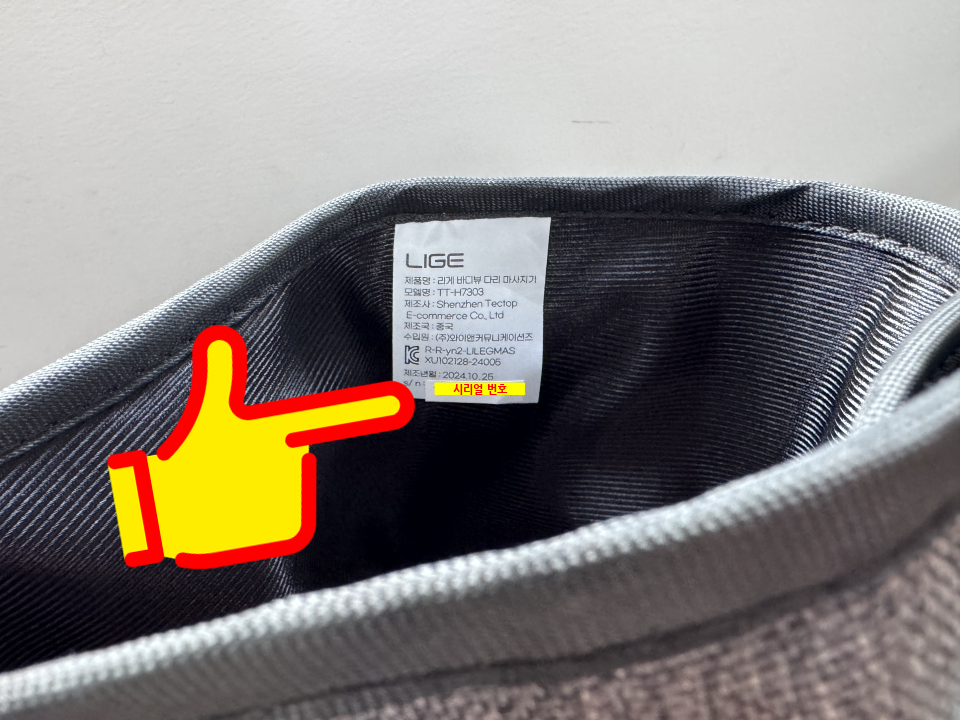 LIGE
제품명 : 리게 바디뷰 다리 마사지기
모델명 : TT-H7303
제조사 : Shenzhen Tectop
E-commerce Co., Ltd
제조국 : 중국
수입원 : (주)와이앤커뮤니케이션즈
R-R-yn2-LILEGMAS
XU102128-24005
제조년월 : 2024.10. 25
s/n : 시리얼 번호